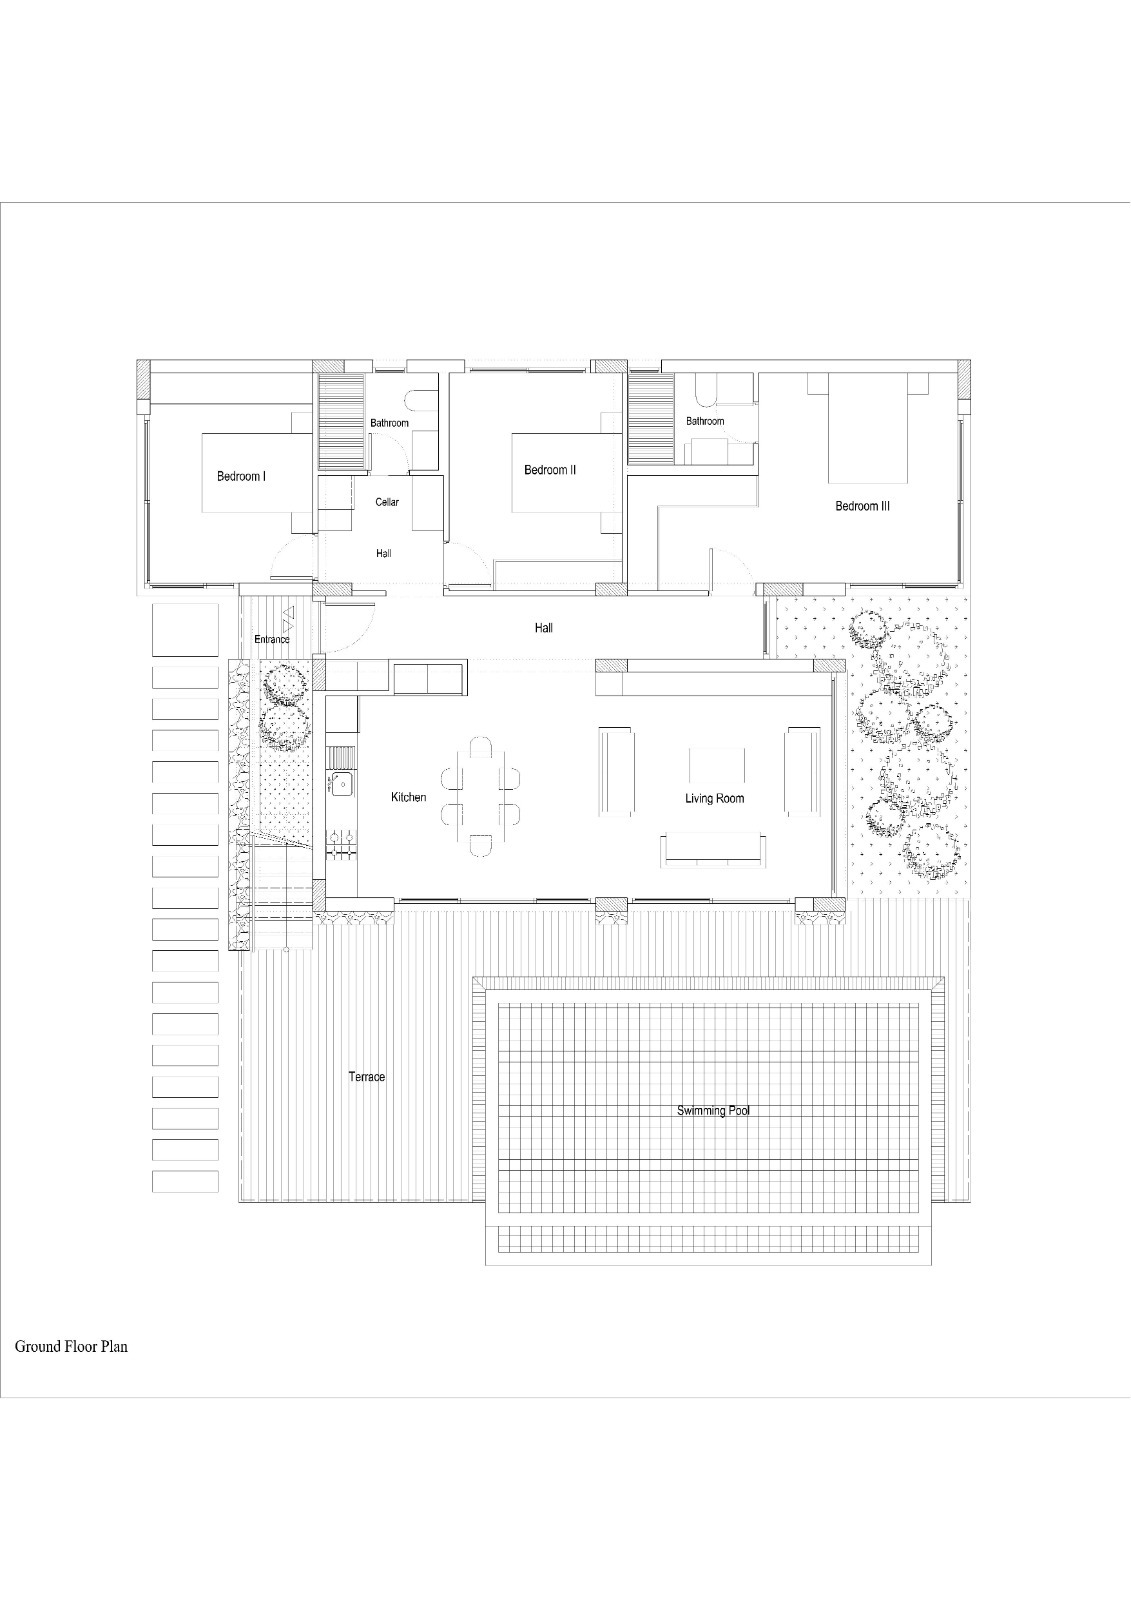 Bathroom
Bathroom
Bedroom I
Bedroom II
Cellar
Bedroom III
Hall
Entrance
Hall
Kitchen
Living Room
Terrace
Swimming Pool
Ground Floor Plan